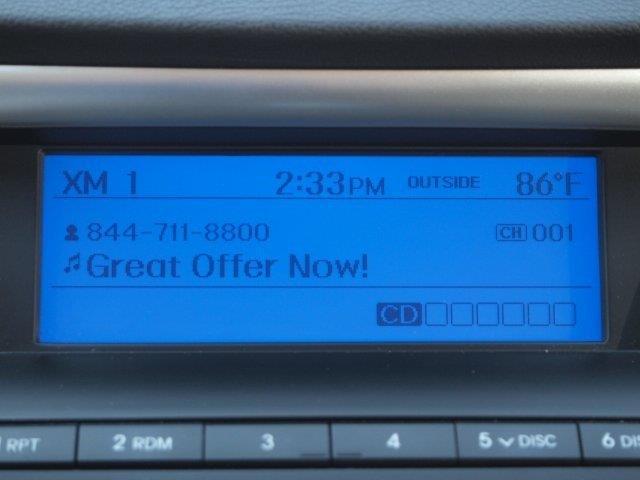 XM 1 2:33PM OUTSIDE 86°F
844-711-8800 CH 001
Great Offer Now!
CD
RPT 2 RDM 3 4 5 DISC 6